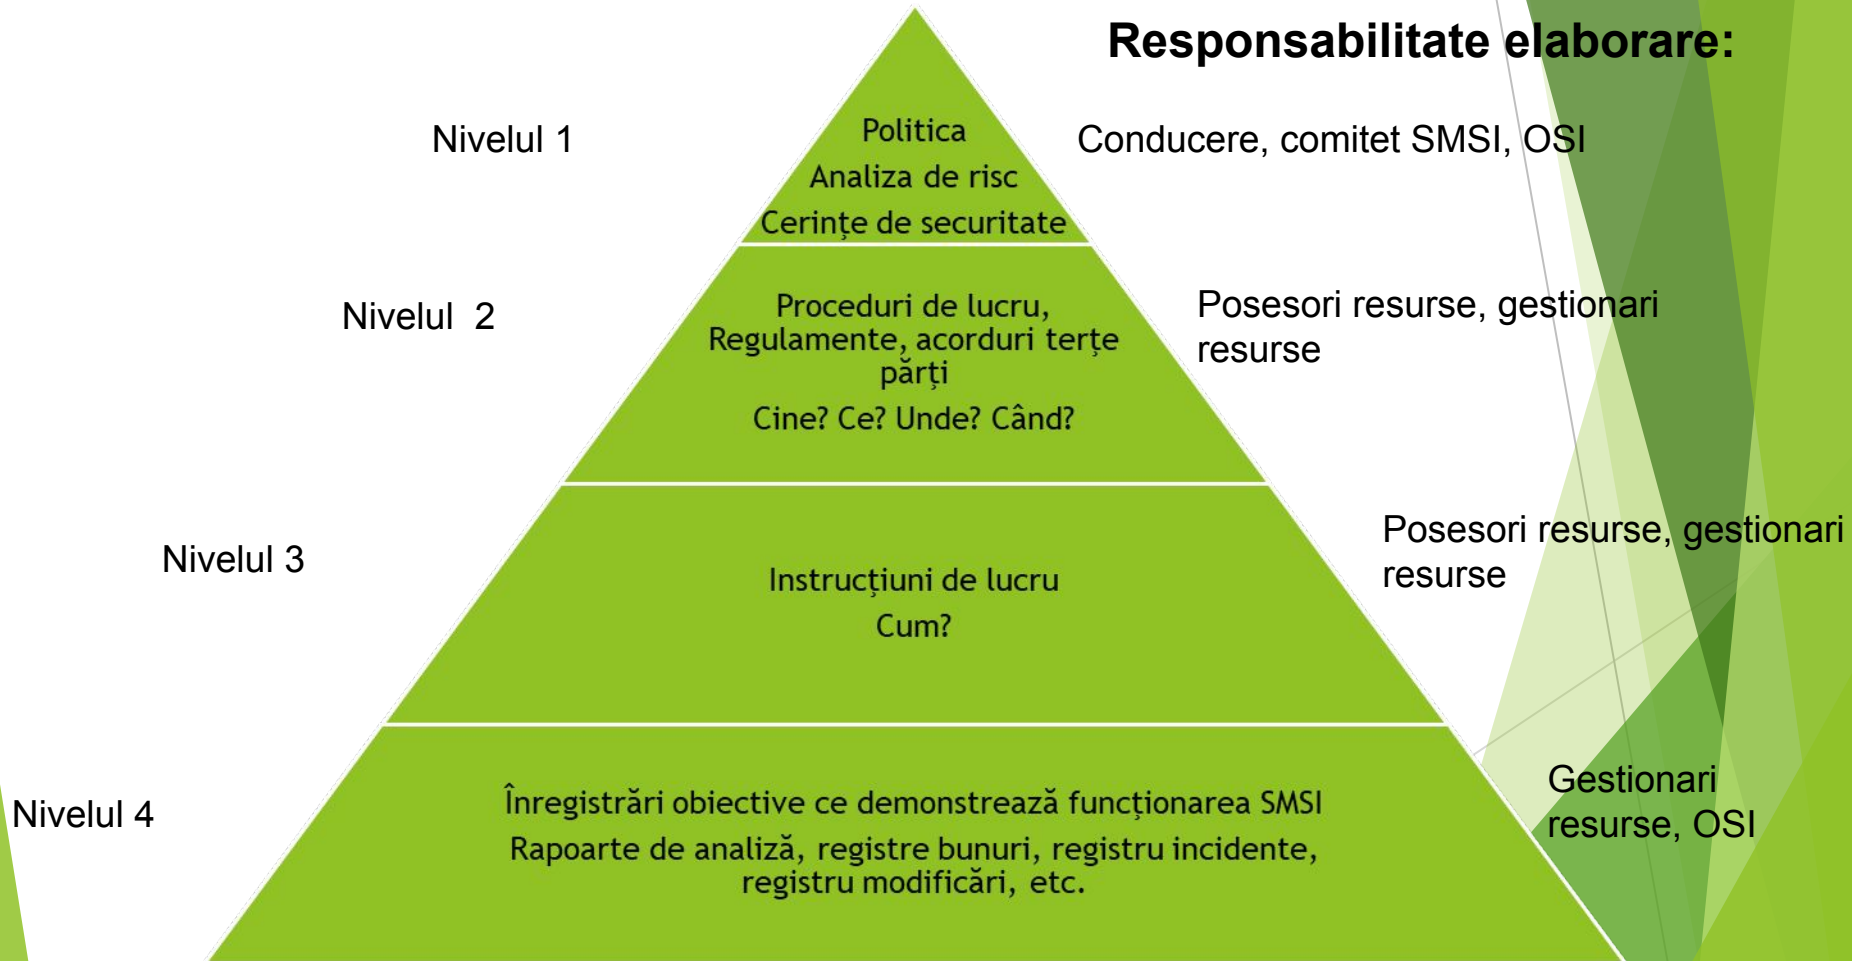 Responsabilitate elaborare:
Nivelul 1
Politica
Analiza de risc
Cerințe de securitate
Conducere, comitet SMSI, OSI
Nivelul 2
Proceduri de lucru,
Regulamente, acorduri terțe
părți
Cine? Ce? Unde? Când?
Posesori resurse, gestionari
resurse
Nivelul 3
Instrucțiuni de lucru
Cum?
Posesori resurse, gestionari
resurse
Nivelul 4
Înregistrări obiective ce demonstrează funcționarea SMSI
Rapoarte de analiză, registre bunuri, registru incidente,
registru modificări, etc.
Gestionari
resurse, OSI